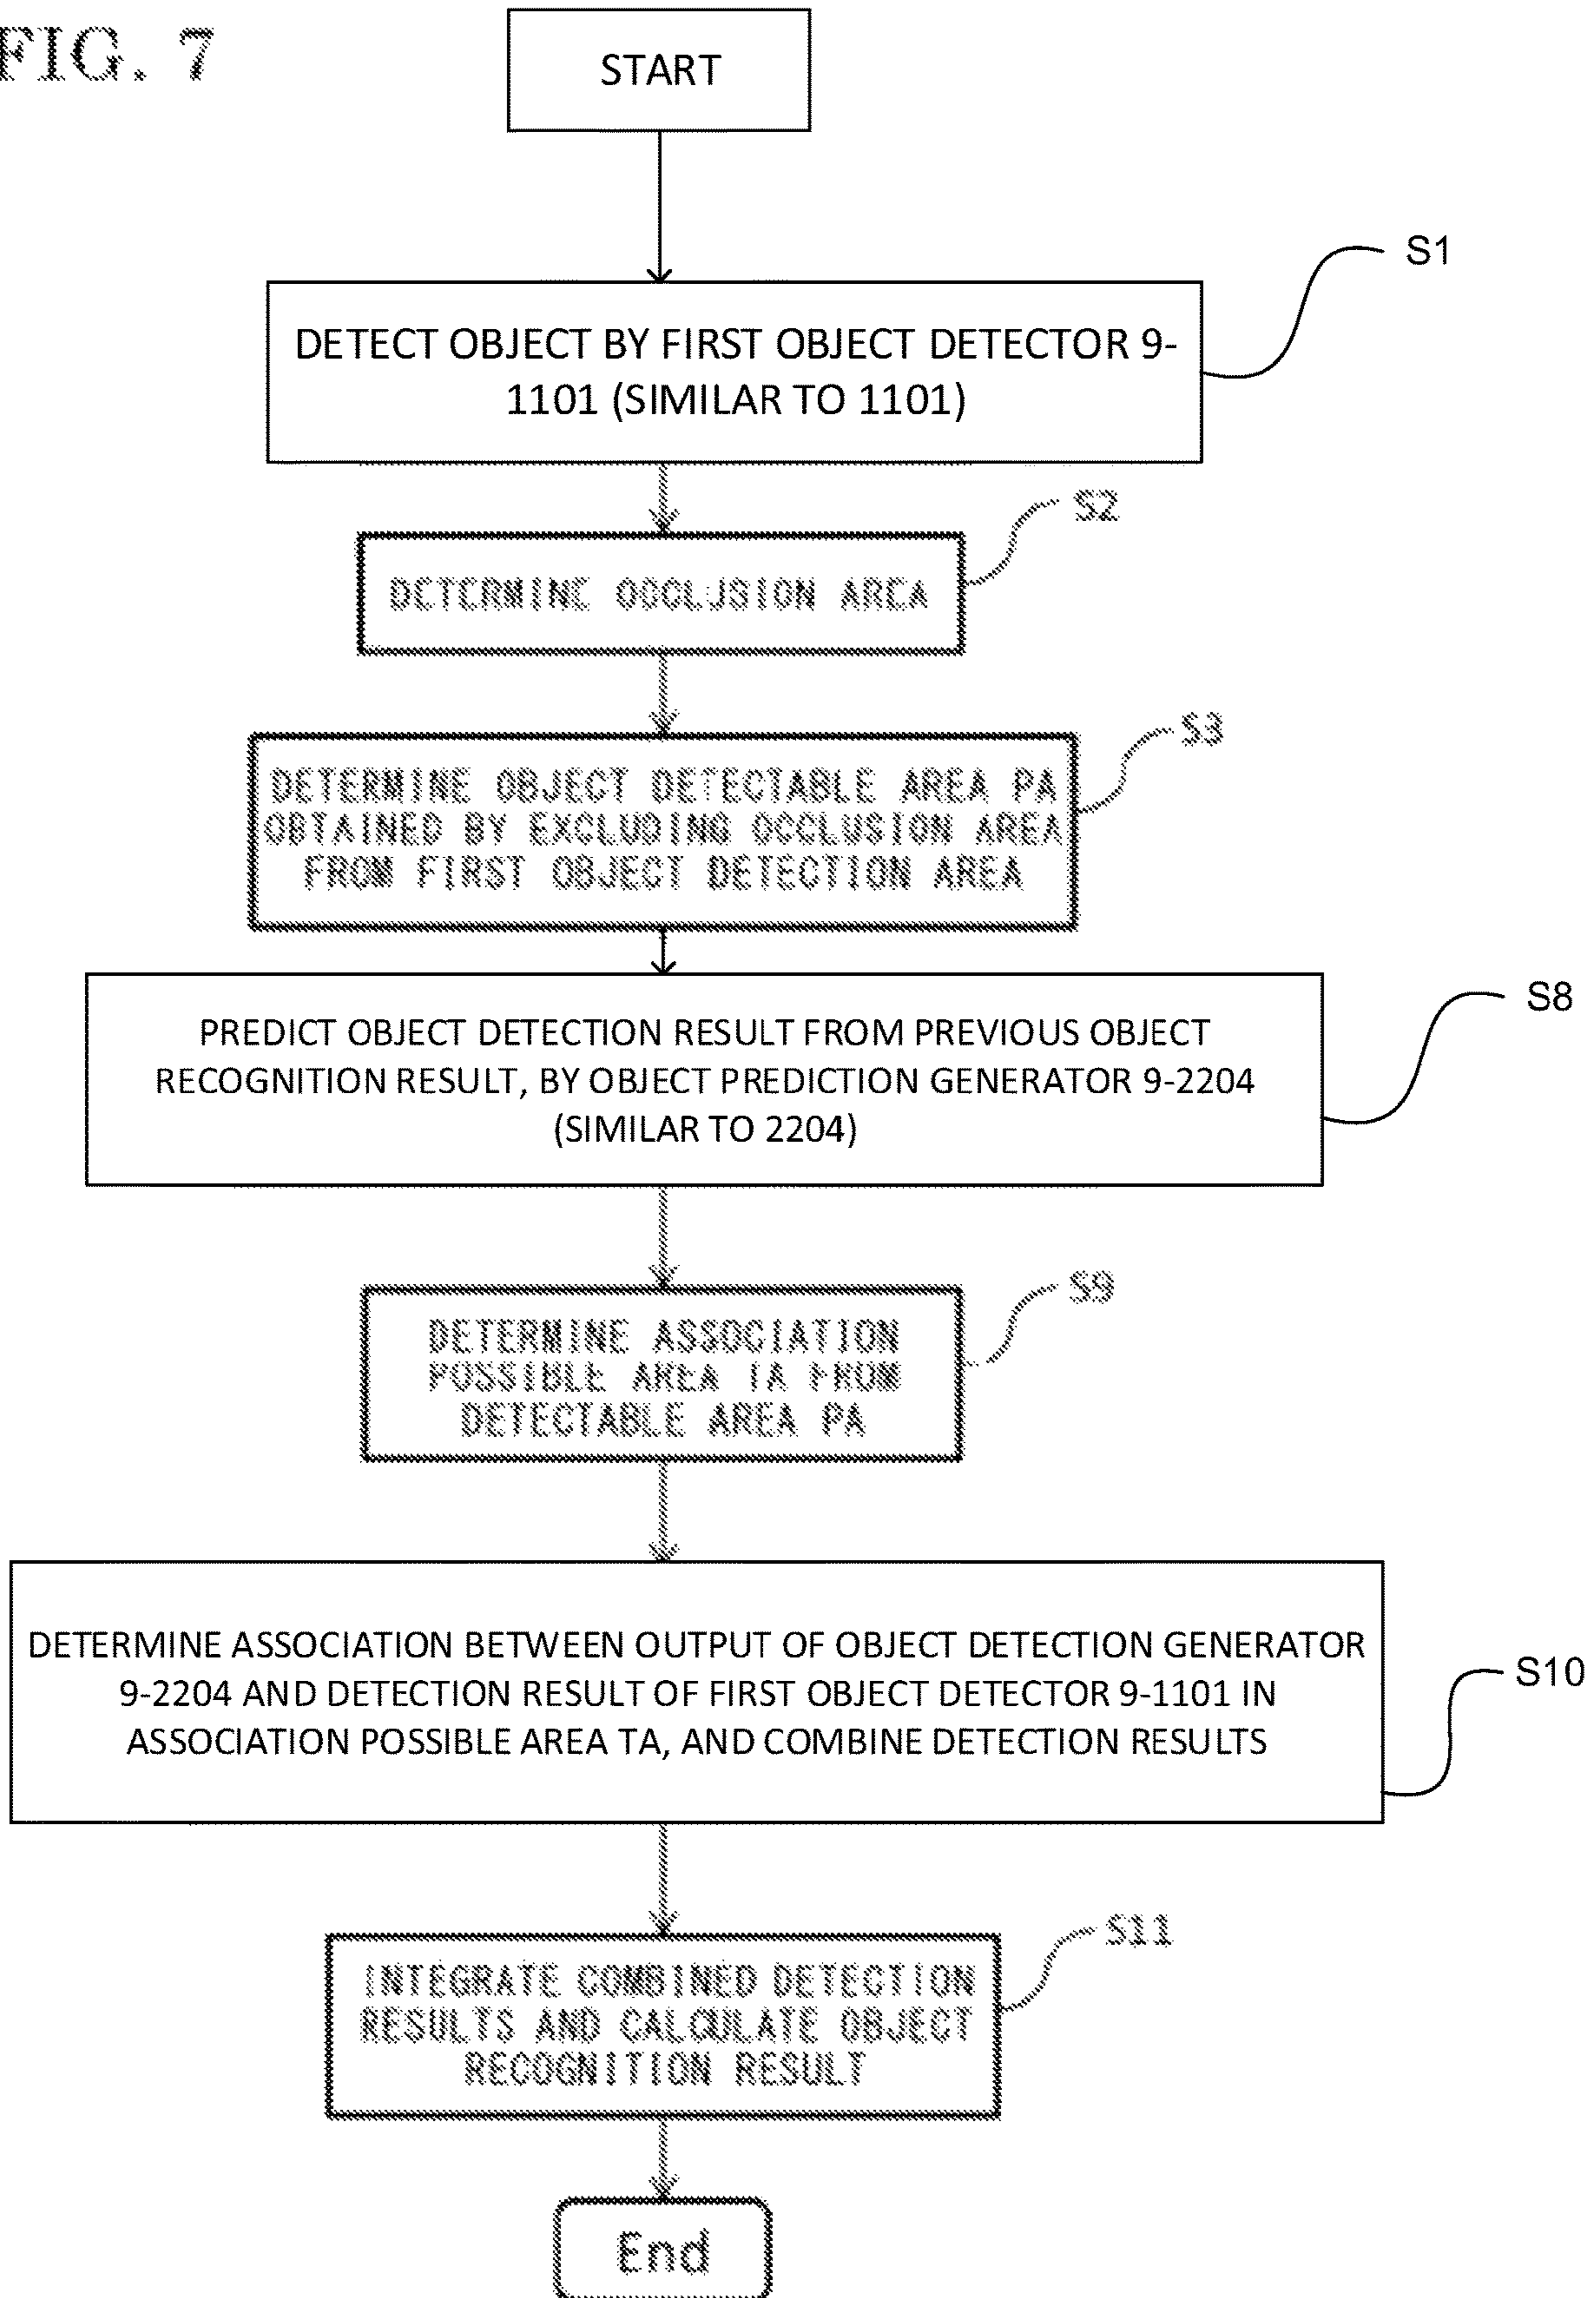 FIG. 7
START
S1
DETECT OBJECT BY FIRST OBJECT DETECTOR 9-
1101 (SIMILAR TO 1101)
S2
DETERMINE OCCLUSION AREA
S3
DETERMINE OBJECT DETECTABLE AREA PA
OBTAINED BY EXCLUDING OCCLUSION AREA
FROM FIRST OBJECT DETECTION AREA
S8
PREDICT OBJECT DETECTION RESULT FROM PREVIOUS OBJECT
RECOGNITION RESULT, BY OBJECT PREDICTION GENERATOR 9-2204
(SIMILAR TO 2204)
S9
DETERMINE ASSOCIATION
POSSIBLE AREA TA FROM
DETECTABLE AREA PA
DETERMINE ASSOCIATION BETWEEN OUTPUT OF OBJECT DETECTION GENERATOR
9-2204 AND DETECTION RESULT OF FIRST OBJECT DETECTOR 9-1101 IN
ASSOCIATION POSSIBLE AREA TA, AND COMBINE DETECTION RESULTS
S10
S11
INTEGRATE COMBINED DETECTION
RESULTS AND CALCULATE OBJECT
RECOGNITION RESULT
End